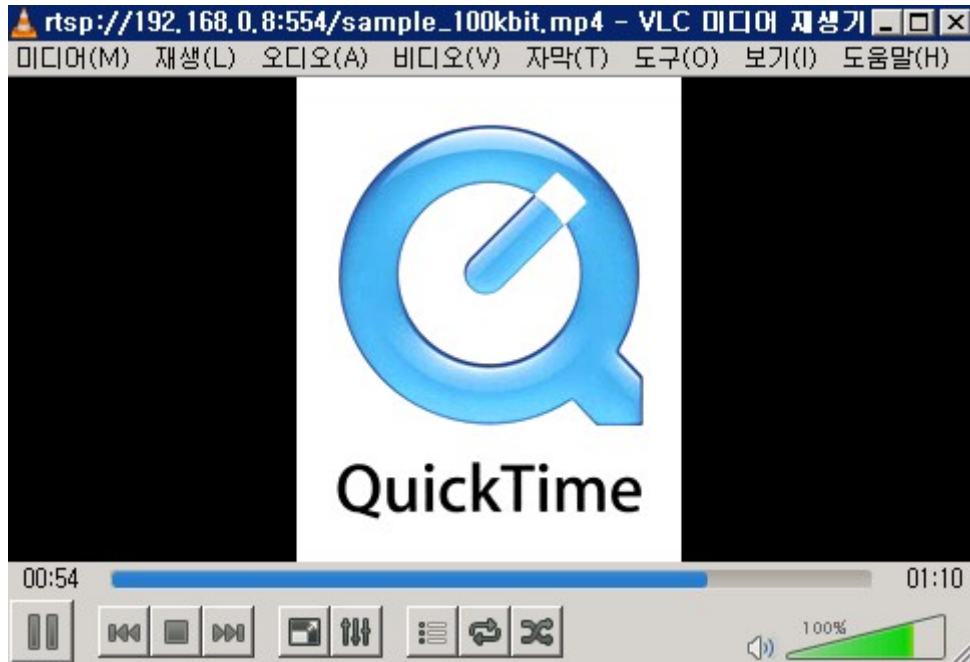 rtsp://192.168.0.8:554/sample_100kbit.mp4 - VLC 미디어 재생기
미디어(M) 재생(L) 오디오(A) 비디오(V) 자막(T) 도구(O) 보기(I) 도움말(H)
QuickTime
00:54 01:10
100%